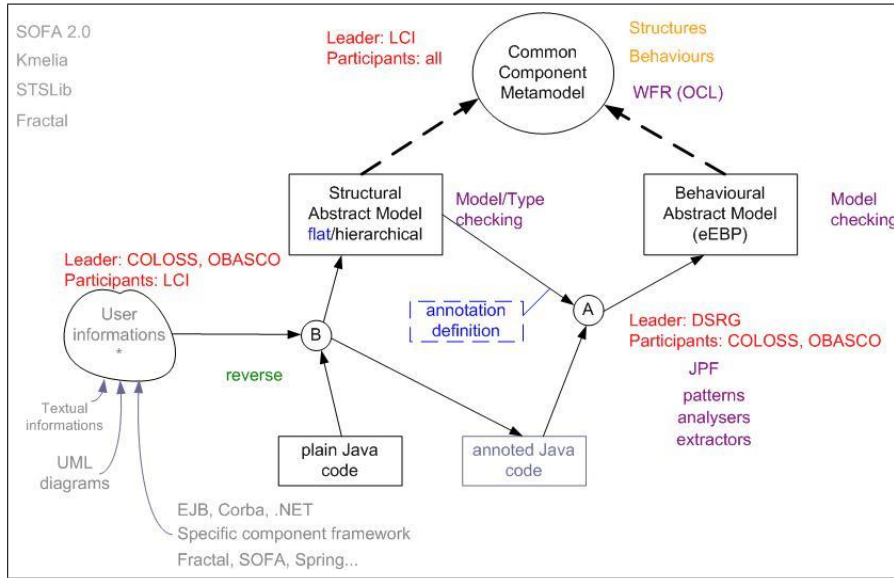 SOFA 2.0
Kmelia
STSLib
Fractal
Leader: LCI
Participants: all
Common
Component
Metamodel
Structures
Behaviours
WFR (OCL)
Structural
Abstract Model
flat/hierarchical
Model/Type
checking
Behavioural
Abstract Model
(eEBP)
Model
checking
Leader: COLOSS, OBASCO
Participants: LCI
User
informations
*
B
annotation
definition
A
Leader: DSRG
Participants: COLOSS, OBASCO
JPF
patterns
analysers
extractors
reverse
Textual
informations
UML
diagrams
plain Java
code
annoted Java
code
EJB, Corba, .NET
Specific component framework
Fractal, SOFA, Spring...